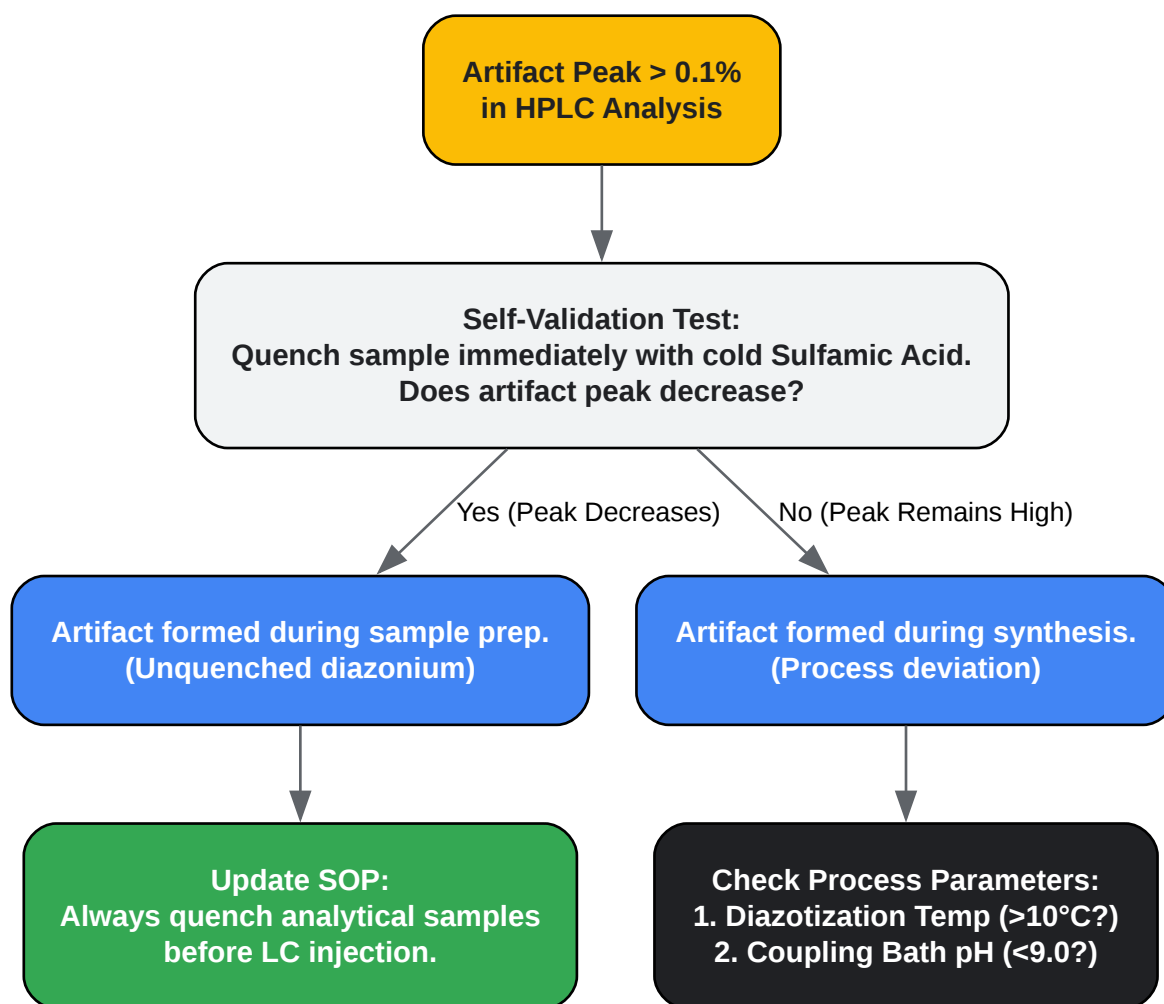 Artifact Peak > 0.1%
in HPLC Analysis
Self-Validation Test:
Quench sample immediately with cold Sulfamic Acid.
Does artifact peak decrease?
Yes (Peak Decreases)
No (Peak Remains High)
Artifact formed during sample prep.
(Unquenched diazonium)
Artifact formed during synthesis.
(Process deviation)
Update SOP:
Always quench analytical samples
before LC injection.
Check Process Parameters:
1. Diazotization Temp (>10°C?)
2. Coupling Bath pH (<9.0?)